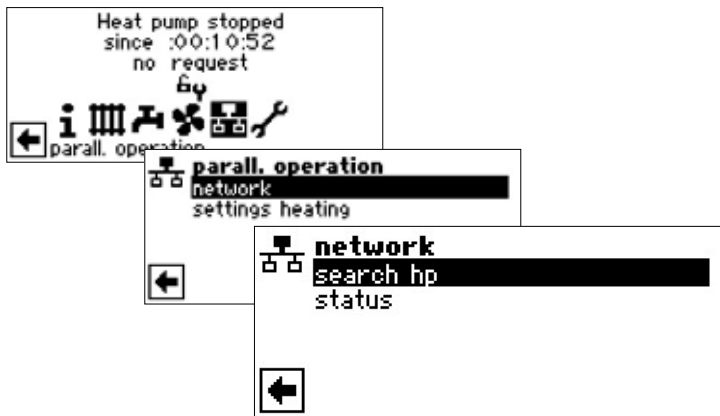 Heat pump stopped
since :00:10:52
no request
parall. operation
parall. operation
network
settings heating
network
search hp
status